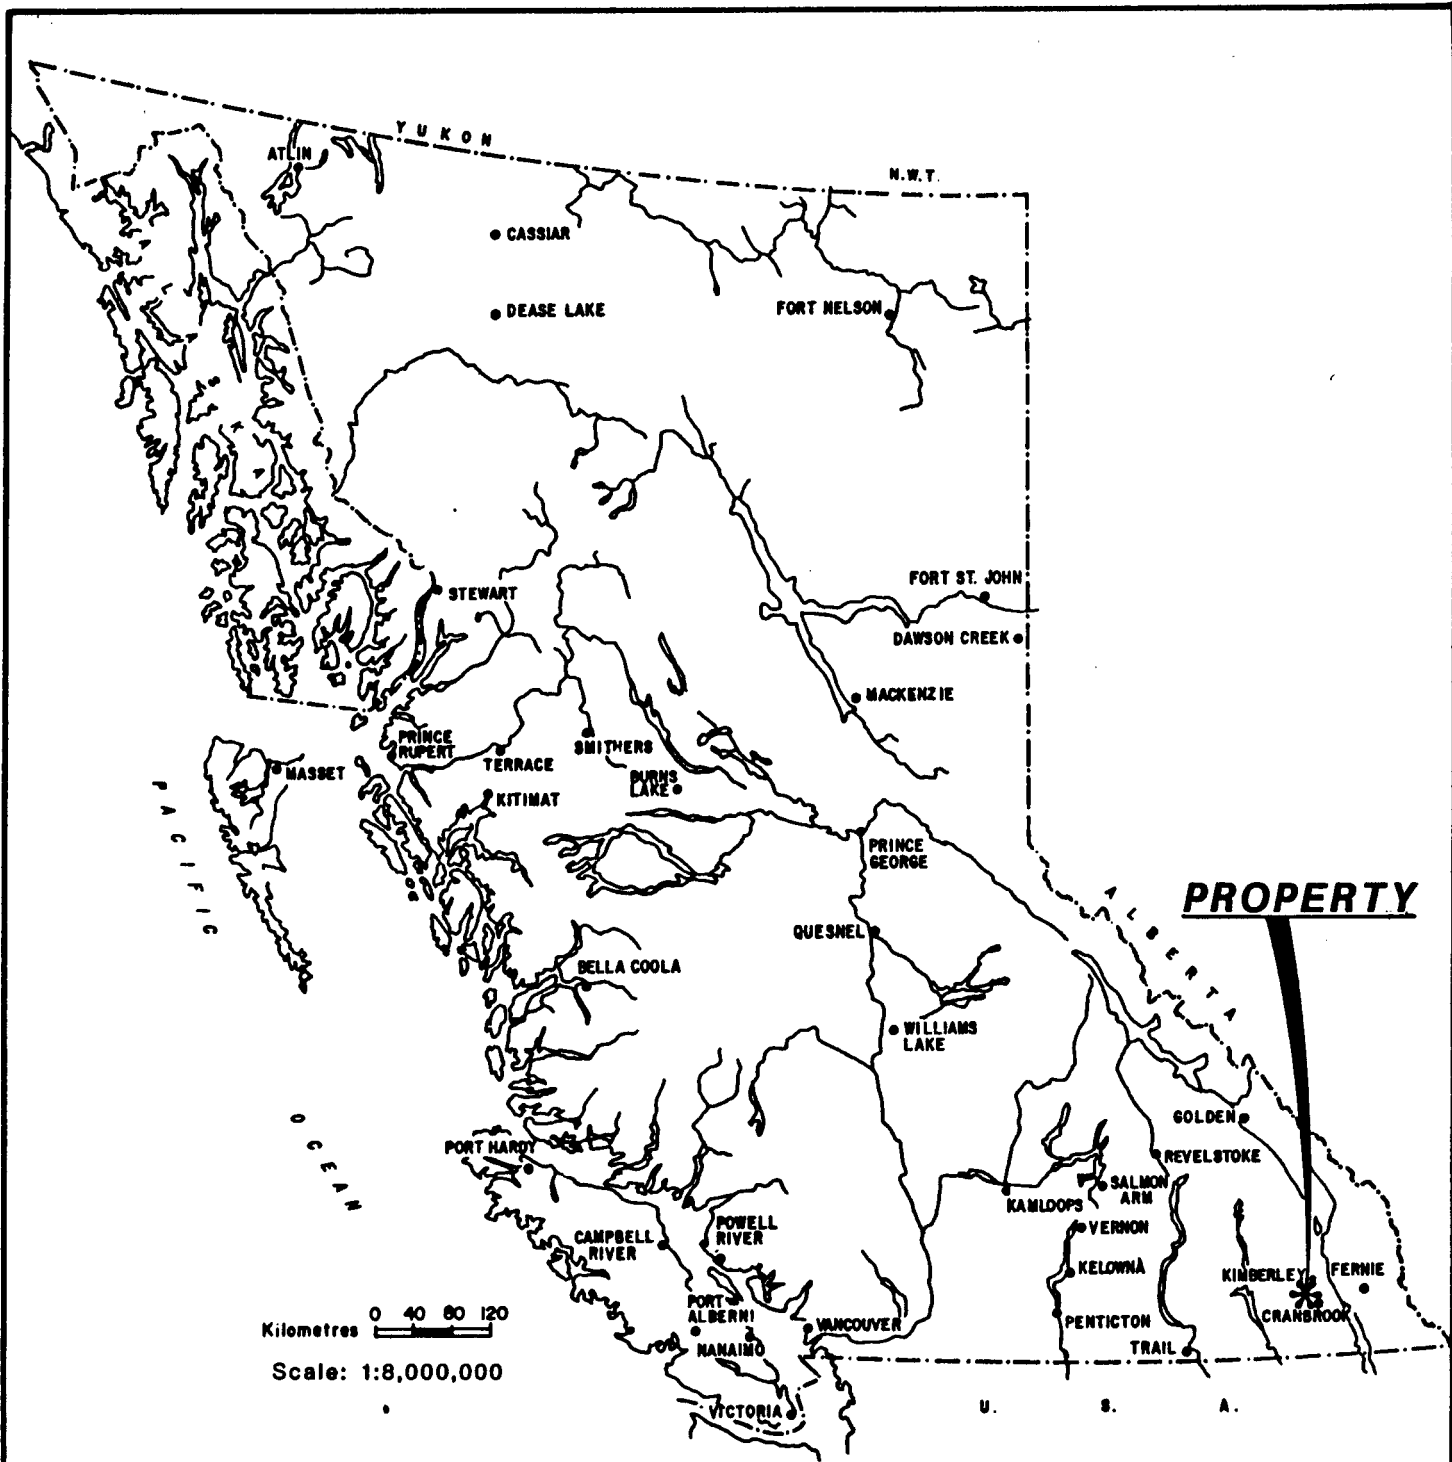 YUKON
N.W.T.
ATLIN
CASSIAR
DEASE LAKE
FORT NELSON
ALASKA
STEWART
FORT ST. JOHN
DAWSON CREEK
MACKENZIE
PRINCE
RUPERT
TERRACE
SMITHERS
BURNS
LAKE
MASSET
KITIMAT
PRINCE
GEORGE
PACIFIC
OCEAN
ALBERTA
PROPERTY
QUESNEL
BELLA COOLA
WILLIAMS
LAKE
GOLDEN
PORT HARDY
REVELSTOKE
SALMON
ARM
KAMLOOPS
CAMPBELL
RIVER
POWELL
RIVER
VERNON
KELOWNA
KIMBERLEY
FERNIE
CRANBROOK
PORT
ALBERNI
NANAIMO
VANCOUVER
PENTICTON
TRAIL
0 40 80 120
Kilometres
Scale: 1:8,000,000
VICTORIA
U. S. A.